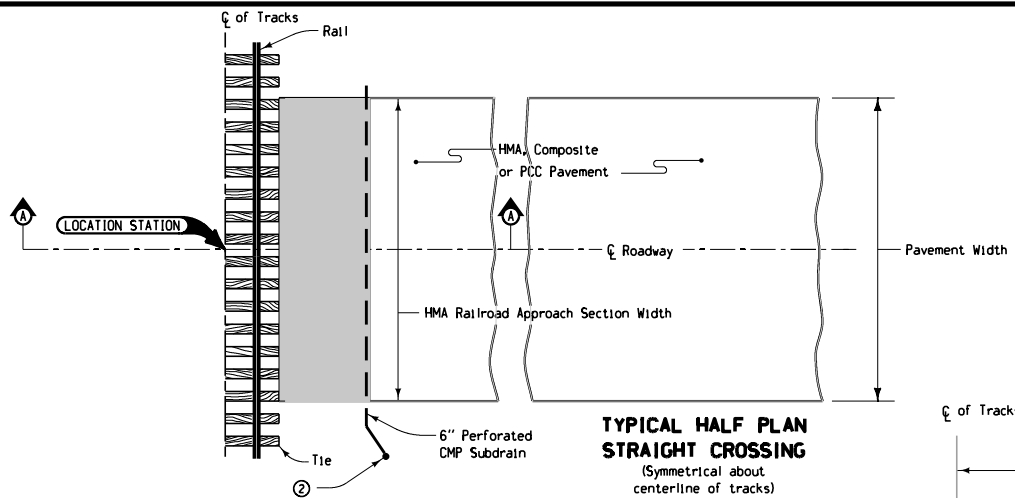 ℄ of Tracks
Rail
HMA, Composite
or PCC Pavement
A
LOCATION STATION
A
℄ Roadway
Pavement Width
HMA Railroad Approach Section Width
6" Perforated
CMP Subdrain
Tie
2
TYPICAL HALF PLAN
STRAIGHT CROSSING
(Symmetrical about
centerline of tracks)
℄ of Track